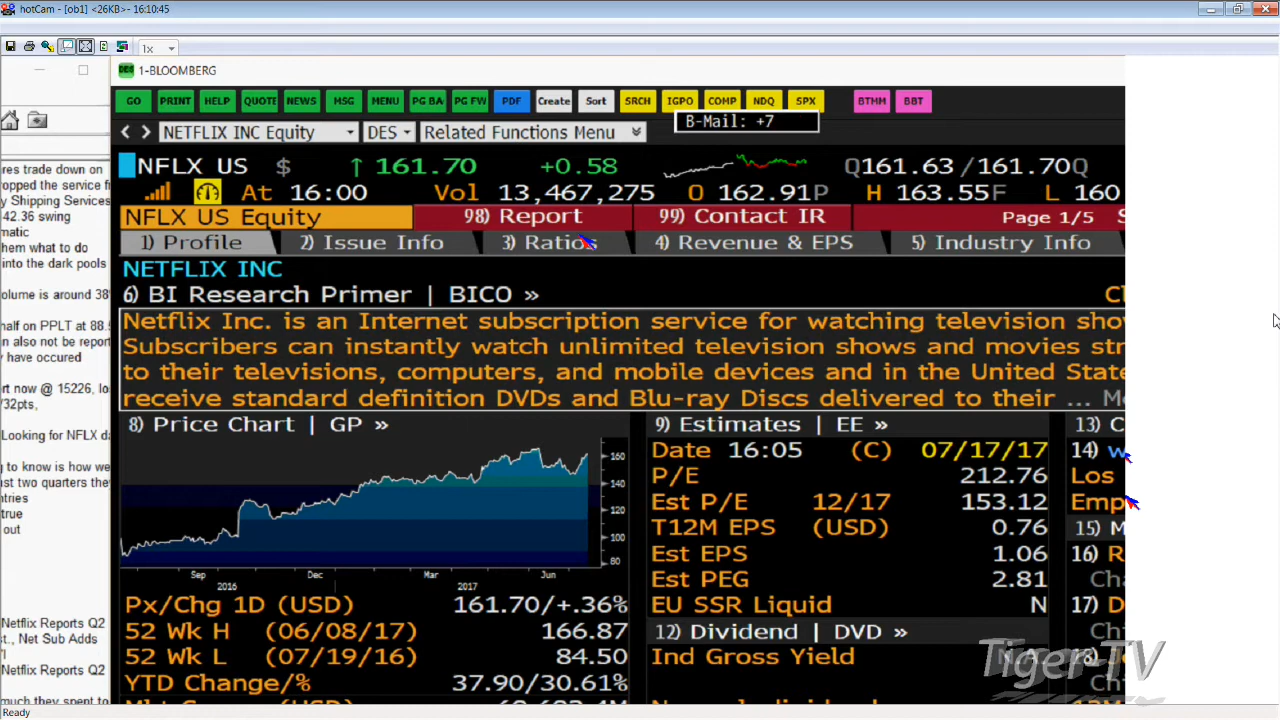 hotCam - [ob1] <26KB>- 16:10:45
1x
1-BLOOMBERG
GO PRINT HELP QUOTE NEWS MSG MENU PG BA PG FW PDF Create Sort SRCH IGPO COMP NDQ SPX BTMM BBT
B-Mail: +7
NETFLIX INC Equity DES Related Functions Menu
NFLX US $ ↑ 161.70 +0.58 Q161.63/161.70Q
At 16:00 Vol 13,467,275 O 162.91P H 163.55F L 160
NFLX US Equity 98) Report 99) Contact IR Page 1/5
1) Profile 2) Issue Info 3) Ratios 4) Revenue & EPS 5) Industry Info
NETFLIX INC
6) BI Research Primer | BICO »
Netflix Inc. is an Internet subscription service for watching television sho
Subscribers can instantly watch unlimited television shows and movies str
to their televisions, computers, and mobile devices and in the United State
receive standard definition DVDs and Blu-ray Discs delivered to their ...
8) Price Chart | GP »
160
140
120
100
80
Sep Dec Mar Jun
2016 2017
Px/Chg 1D (USD) 161.70/+.36%
52 Wk H (06/08/17) 166.87
52 Wk L (07/19/16) 84.50
YTD Change/% 37.90/30.61%
9) Estimates | EE »
Date 16:05 (C) 07/17/17
P/E 212.76
Est P/E 12/17 153.12
T12M EPS (USD) 0.76
Est EPS 1.06
Est PEG 2.81
EU SSR Liquid N
12) Dividend | DVD »
Ind Gross Yield
13) C
14) w
Los
Emp
15) M
16) R
Ch
17) D
Ch
res trade down on
opped the service f
y Shipping Services
42.36 swing
matic
hem what to do
into the dark pools
olume is around 38
half on PPLT at 88.
n also not be report
y have occured
rt now @ 15226, lo
/32pts,
Looking for NFLX d
g to know is how we
st two quarters the
ntries
true
out
Netflix Reports Q2
t., Net Sub Adds
Netflix Reports Q2
much they spent to
Ready
Tiger-TV